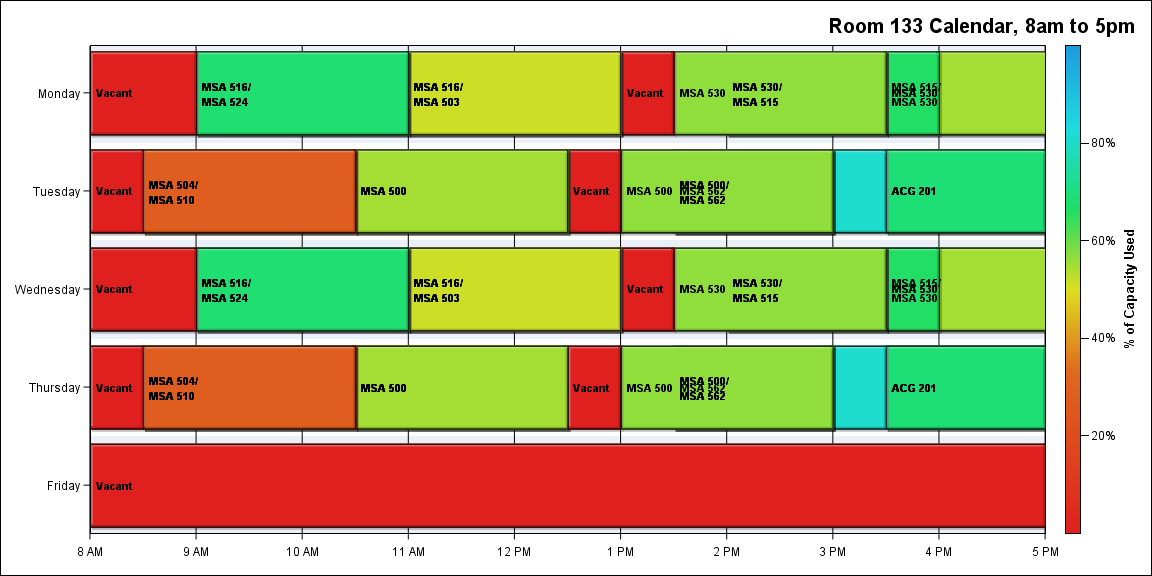 Room 133 Calendar, 8am to 5pm
Monday
Vacant
MSA 516/
MSA 524
MSA 516/
MSA 503
Vacant
MSA 530
MSA 530/
MSA 515
MSA 515/
MSA 530/
MSA 530
Tuesday
Vacant
MSA 504/
MSA 510
MSA 500
Vacant
MSA 500
MSA 500/
MSA 562
MSA 562
ACG 201
Wednesday
Vacant
MSA 516/
MSA 524
MSA 516/
MSA 503
Vacant
MSA 530
MSA 530/
MSA 515
MSA 515/
MSA 530/
MSA 530
Thursday
Vacant
MSA 504/
MSA 510
MSA 500
Vacant
MSA 500
MSA 500/
MSA 562
MSA 562
ACG 201
Friday
Vacant
8 AM
9 AM
10 AM
11 AM
12 PM
1 PM
2 PM
3 PM
4 PM
5 PM
80%
60%
40%
20%
% of Capacity Used